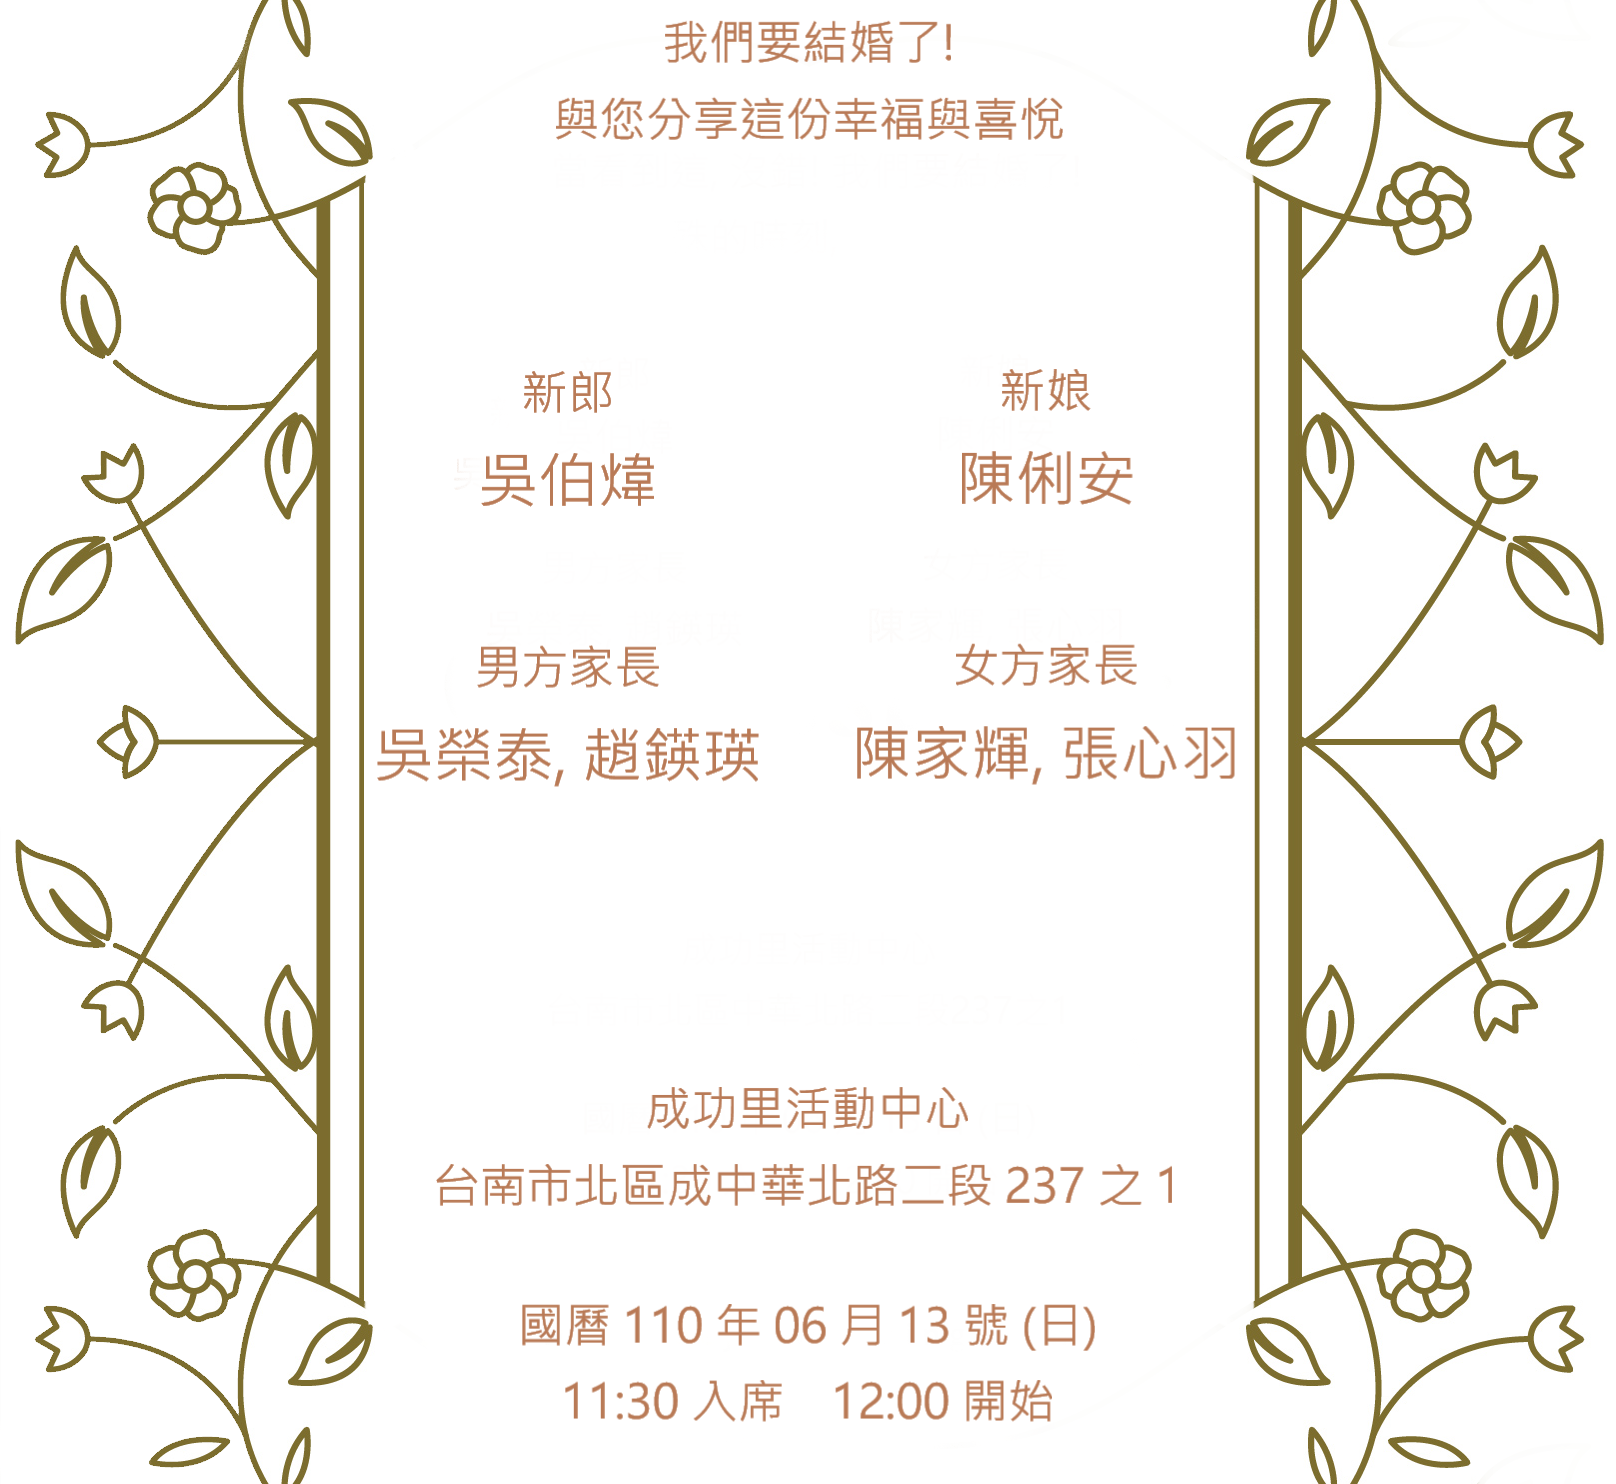 我們要結婚了!
與您分享這份幸福與喜悅
新郎
新娘
吳伯煒
陳俐安
男方家長
女方家長
吳榮泰, 趙鍈瑛
陳家輝, 張心羽
成功里活動中心
台南市北區成中華北路二段 237 之 1
國曆 110 年 06 月 13 號 (日)
11:30 入席 12:00 開始